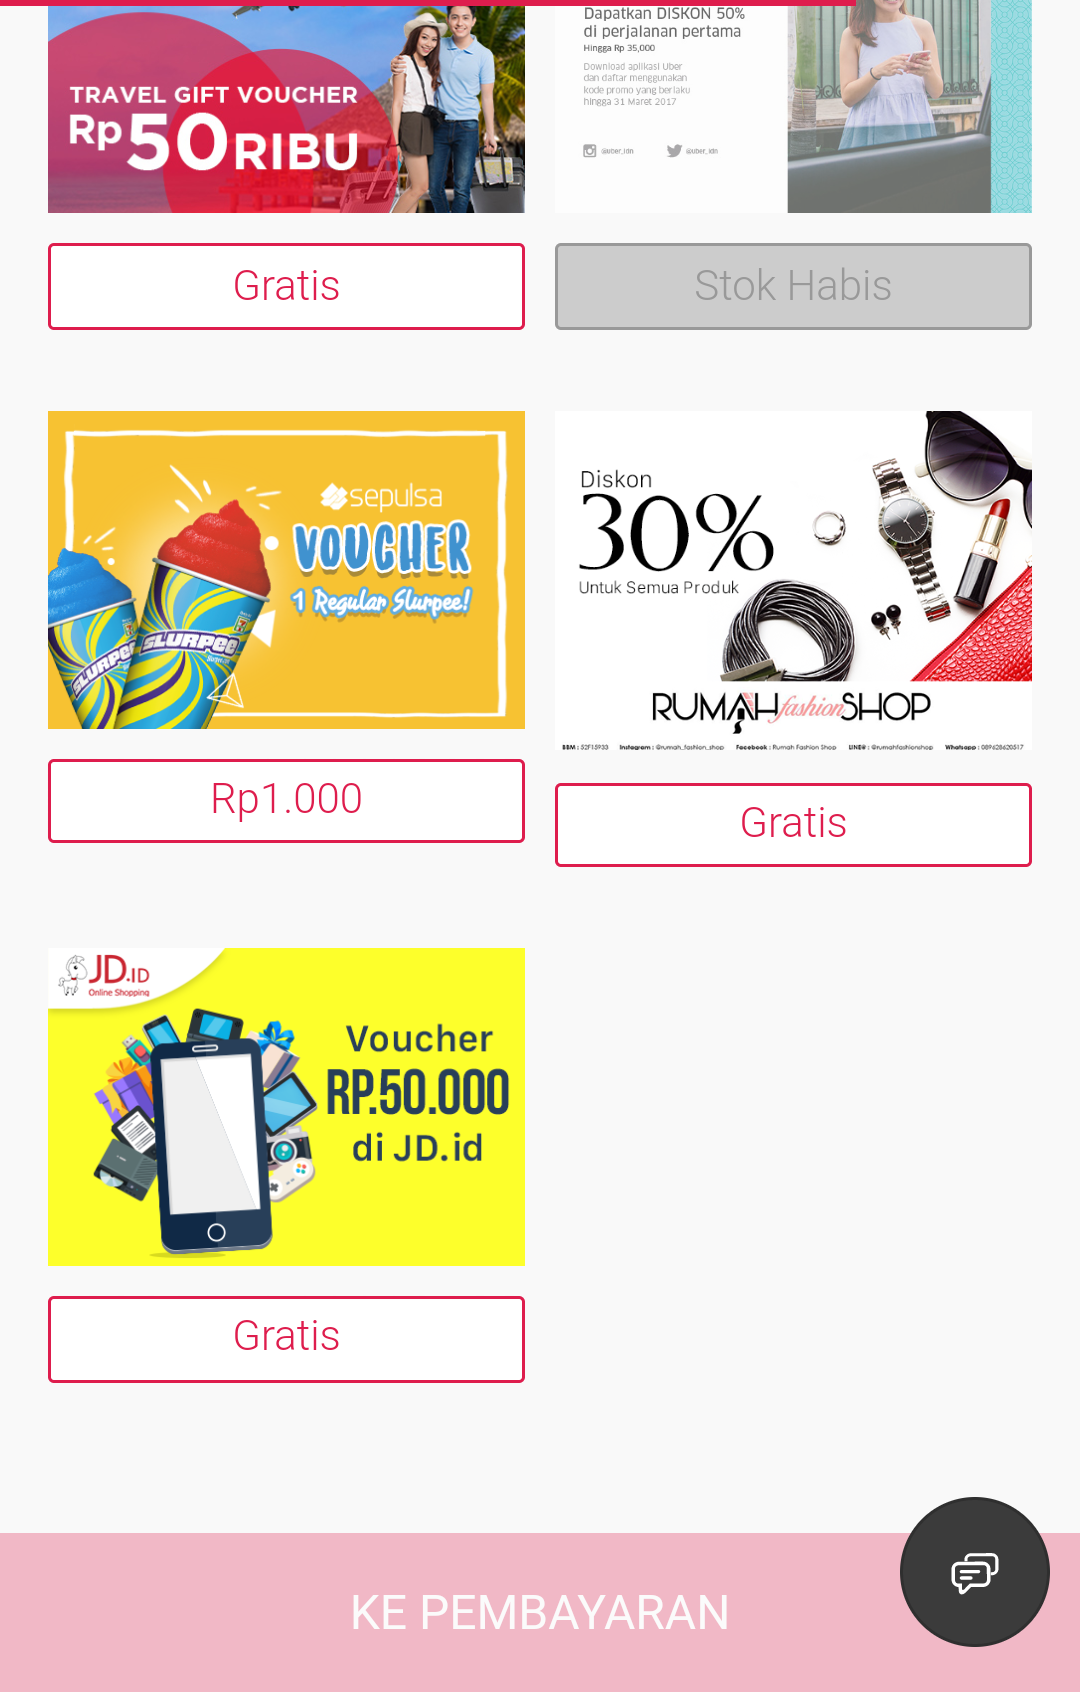 TRAVEL GIFT VOUCHER
Rp50RIBU
Gratis
Dapatkan DISKON 50%
di perjalanan pertama
Hingga Rp 35,000
Download aplikasi Uber
dan daftar menggunakan
kode promo yang berlaku
hingga 31 Maret 2017
@uber_idn
@uber_idn
Stok Habis
sepulsa
VOUCHER
1 Regular Slurpee!
SLURPEE
SLURPEE
Rp1.000
Diskon
30%
Untuk Semua Produk
RUMAH fashion SHOP
BBM : 52F15933 Instagram : @rumah_fashion_shop Facebook : Rumah Fashion Shop LINE@ : @rumahfashionshop Whatsapp : 089628620517
Gratis
JD.ID
Online Shopping
Voucher
RP.50.000
di JD.id
Gratis
KE PEMBAYARAN